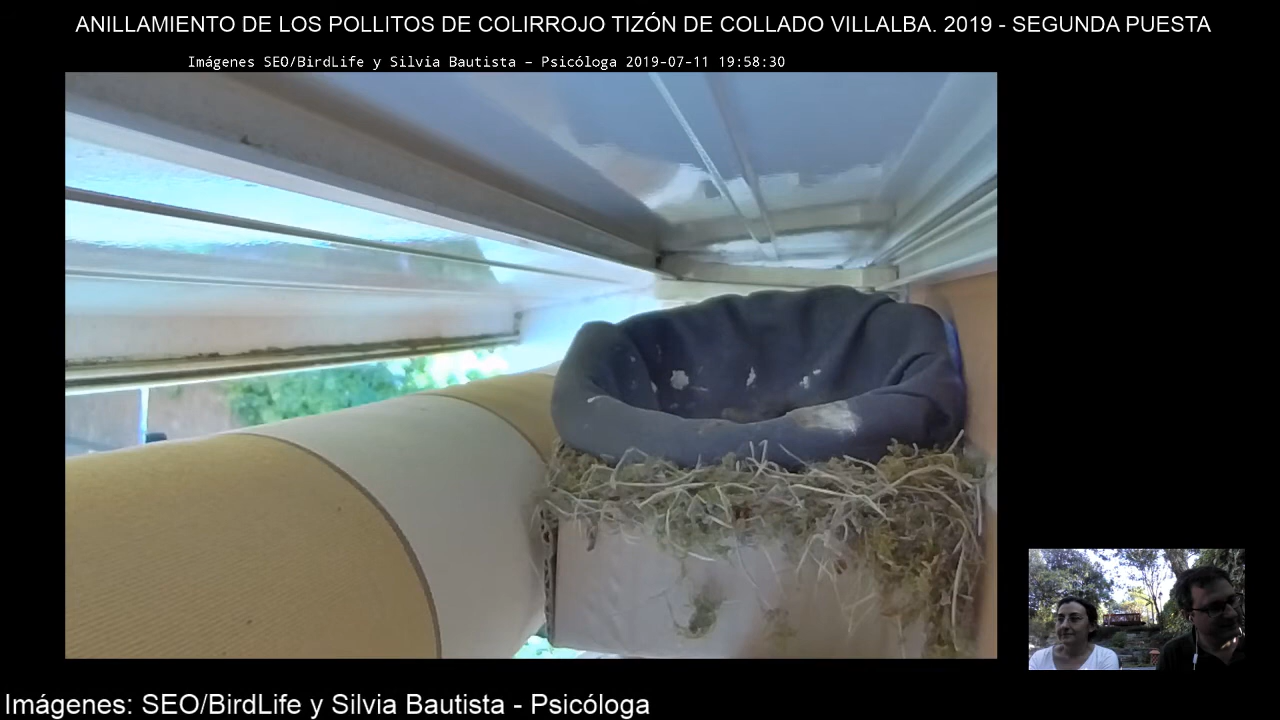 ANILLAMIENTO DE LOS POLLITOS DE COLIRROJO TIZÓN DE COLLADO VILLALBA. 2019 - SEGUNDA PUESTA
Imágenes SEO/BirdLife y Silvia Bautista – Psicóloga 2019-07-11 19:58:30
Imágenes: SEO/BirdLife y Silvia Bautista - Psicóloga